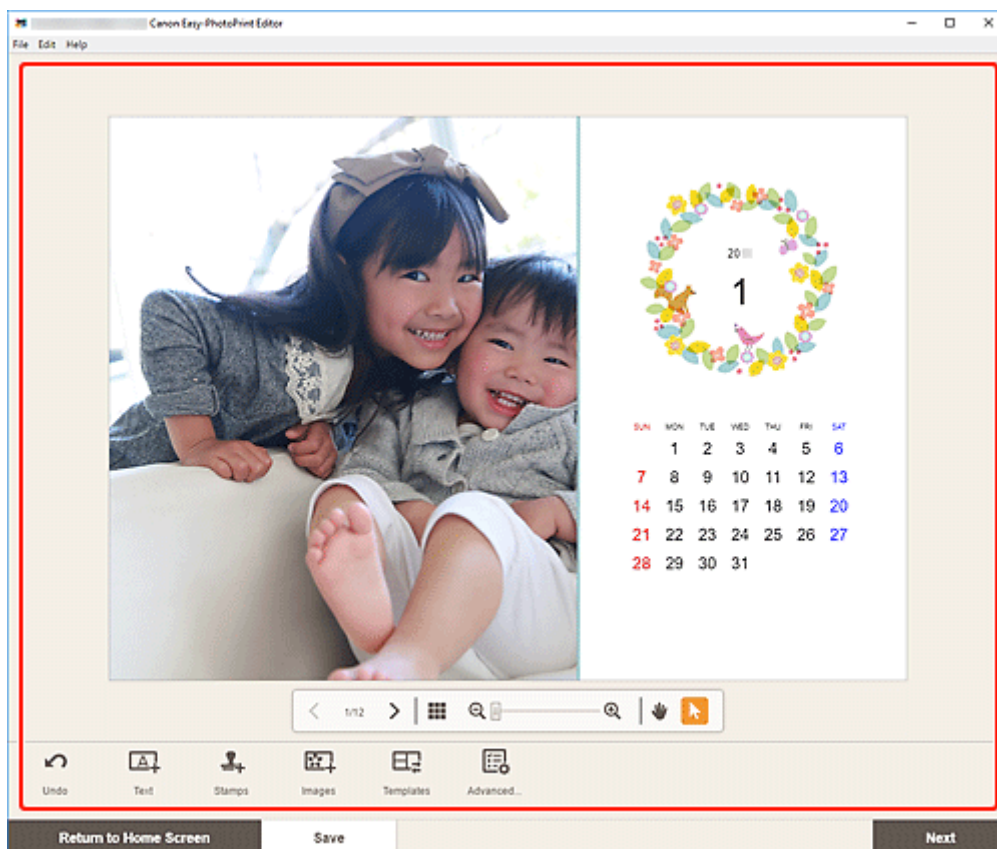 Canon Easy-PhotoPrint Editor
File Edit Help
20
1
SUN MON TUE WED THU FRI SAT
1 2 3 4 5 6
7 8 9 10 11 12 13
14 15 16 17 18 19 20
21 22 23 24 25 26 27
28 29 30 31
1/12
Undo Text Stamps Images Templates Advanced...
Return to Home Screen Save Next